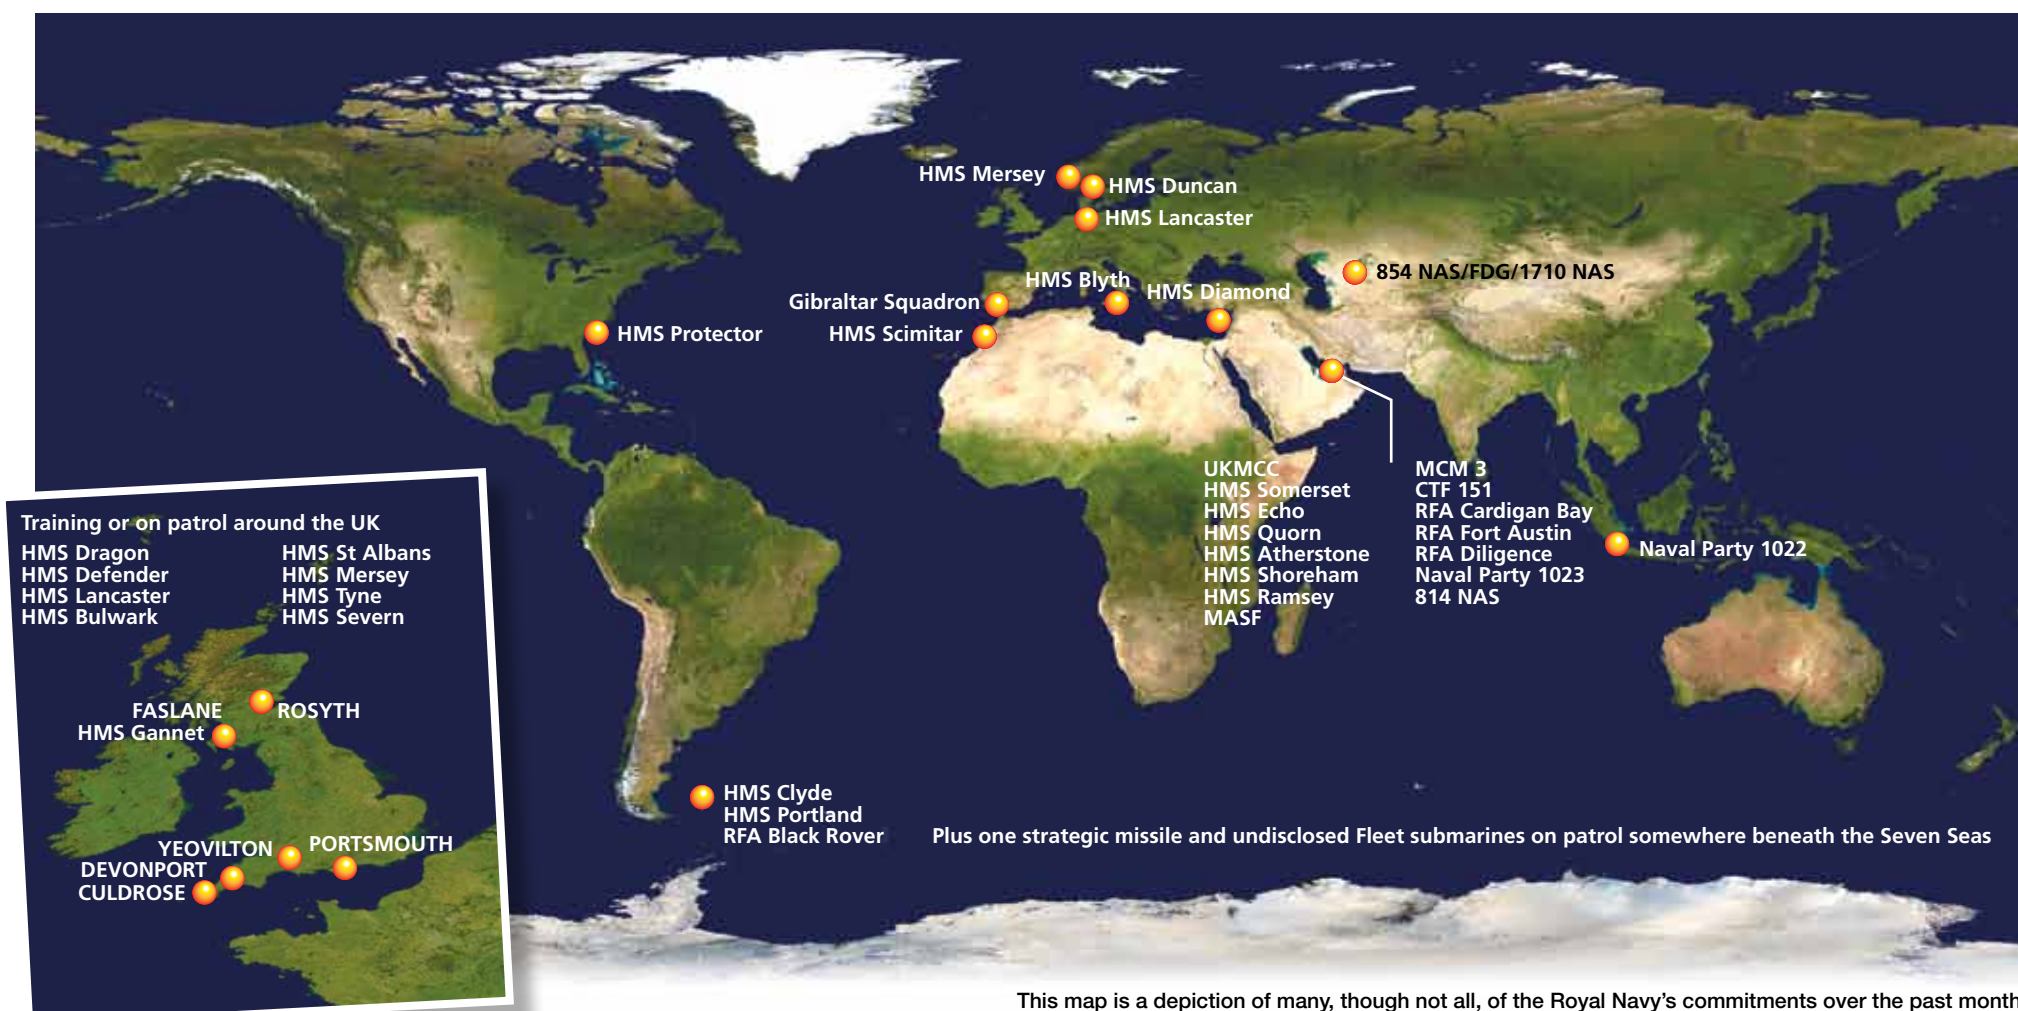 HMS Mersey
HMS Duncan
HMS Lancaster
854 NAS/FDG/1710 NAS
HMS Blyth
HMS Diamond
Gibraltar Squadron
HMS Scimitar
HMS Protector
UKMCC
HMS Somerset
HMS Echo
HMS Quorn
HMS Atherstone
HMS Shoreham
HMS Ramsey
MASF
MCM 3
CTF 151
RFA Cardigan Bay
RFA Fort Austin
RFA Diligence
Naval Party 1023
814 NAS
Naval Party 1022
Training or on patrol around the UK
HMS Dragon
HMS Defender
HMS Lancaster
HMS Bulwark
HMS St Albans
HMS Mersey
HMS Tyne
HMS Severn
FASLANE
ROSYTH
HMS Gannet
YEOVILTON
PORTSMOUTH
DEVONPORT
CULDROSE
HMS Clyde
HMS Portland
RFA Black Rover
Plus one strategic missile and undisclosed Fleet submarines on patrol somewhere beneath the Seven Seas
This map is a depiction of many, though not all, of the Royal Navy's commitments over the past month